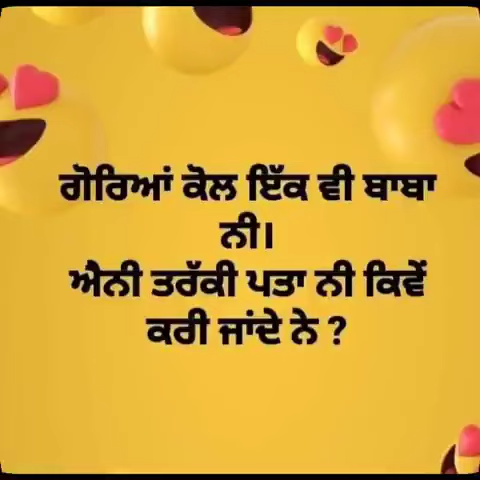 ਗੋਰਿਆਂ ਕੋਲ ਇੱਕ ਵੀ ਬਾਬਾ
ਨੀ।
ਐਨੀ ਤਰੱਕੀ ਪਤਾ ਨੀ ਕਿਵੇਂ
ਕਰੀ ਜਾਂਦੇ ਨੇ ?